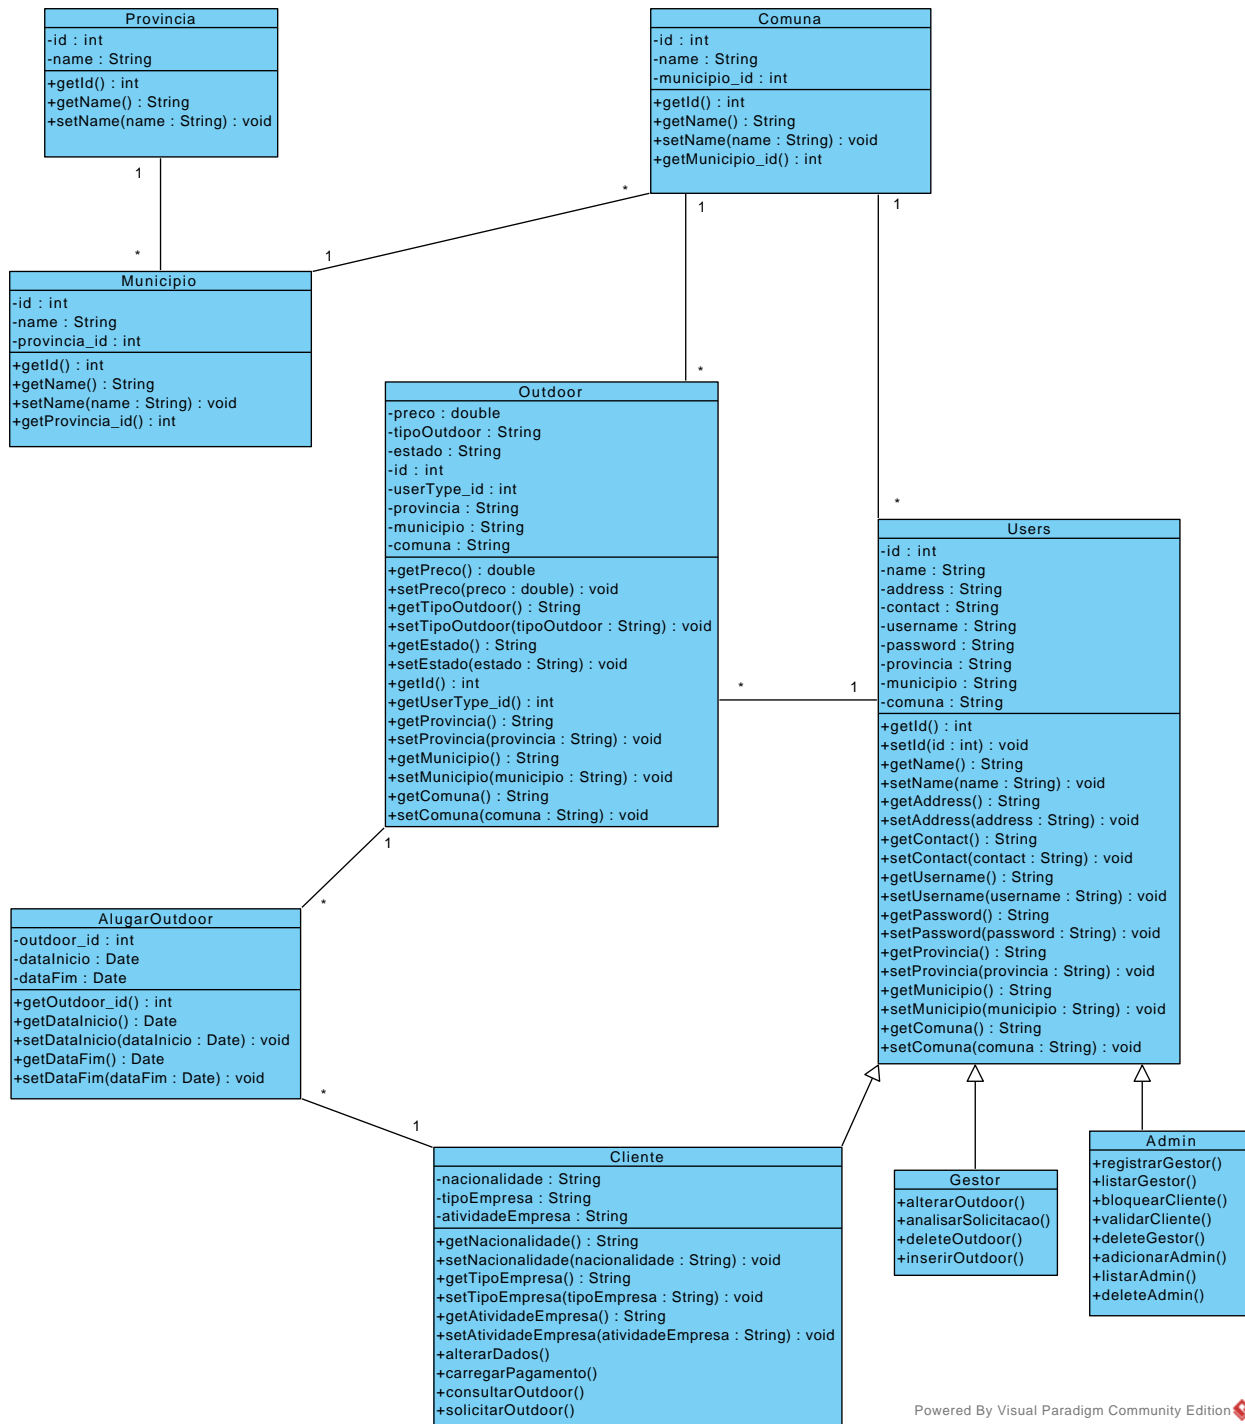 Provincia
-id : int
-name : String
+getId() : int
+getName() : String
+setName(name : String) : void
Comuna
-id : int
-name : String
-municipio_id : int
+getId() : int
+getName() : String
+setName(name : String) : void
+getMunicipio_id() : int
1
*
1
*
1
*
1
*
Municipio
-id : int
-name : String
-provincia_id : int
+getId() : int
+getName() : String
+setName(name : String) : void
+getProvincia_id() : int
Outdoor
-preco : double
-tipoOutdoor : String
-estado : String
-id : int
-userType_id : int
-provincia : String
-municipio : String
-comuna : String
+getPreco() : double
+setPreco(preco : double) : void
+getTipoOutdoor() : String
+setTipoOutdoor(tipoOutdoor : String) : void
+getEstado() : String
+setEstado(estado : String) : void
+getId() : int
+getUserType_id() : int
+getProvincia() : String
+setProvincia(provincia : String) : void
+getMunicipio() : String
+setMunicipio(municipio : String) : void
+getComuna() : String
+setComuna(comuna : String) : void
*
1
Users
-id : int
-name : String
-address : String
-contact : String
-username : String
-password : String
-provincia : String
-municipio : String
-comuna : String
+getId() : int
+setId(id : int) : void
+getName() : String
+setName(name : String) : void
+getAddress() : String
+setAddress(address : String) : void
+getContact() : String
+setContact(contact : String) : void
+getUsername() : String
+setUsername(username : String) : void
+getPassword() : String
+setPassword(password : String) : void
+getProvincia() : String
+setProvincia(provincia : String) : void
+getMunicipio() : String
+setMunicipio(municipio : String) : void
+getComuna() : String
+setComuna(comuna : String) : void
1
*
AlugarOutdoor
-outdoor_id : int
-dataInicio : Date
-dataFim : Date
+getOutdoor_id() : int
+getDataInicio() : Date
+setDataInicio(dataInicio : Date) : void
+getDataFim() : Date
+setDataFim(dataFim : Date) : void
*
1
Cliente
-nacionalidade : String
-tipoEmpresa : String
-atividadeEmpresa : String
+getNacionalidade() : String
+setNacionalidade(nacionalidade : String) : void
+getTipoEmpresa() : String
+setTipoEmpresa(tipoEmpresa : String) : void
+getAtividadeEmpresa() : String
+setAtividadeEmpresa(atividadeEmpresa : String) : void
+alterarDados()
+carregarPagamento()
+consultarOutdoor()
+solicitarOutdoor()
Gestor
+alterarOutdoor()
+analisarSolicitacao()
+deleteOutdoor()
+inserirOutdoor()
Admin
+registrarGestor()
+listarGestor()
+bloquearCliente()
+validarCliente()
+deleteGestor()
+adicionarAdmin()
+listarAdmin()
+deleteAdmin()
Powered By Visual Paradigm Community Edition